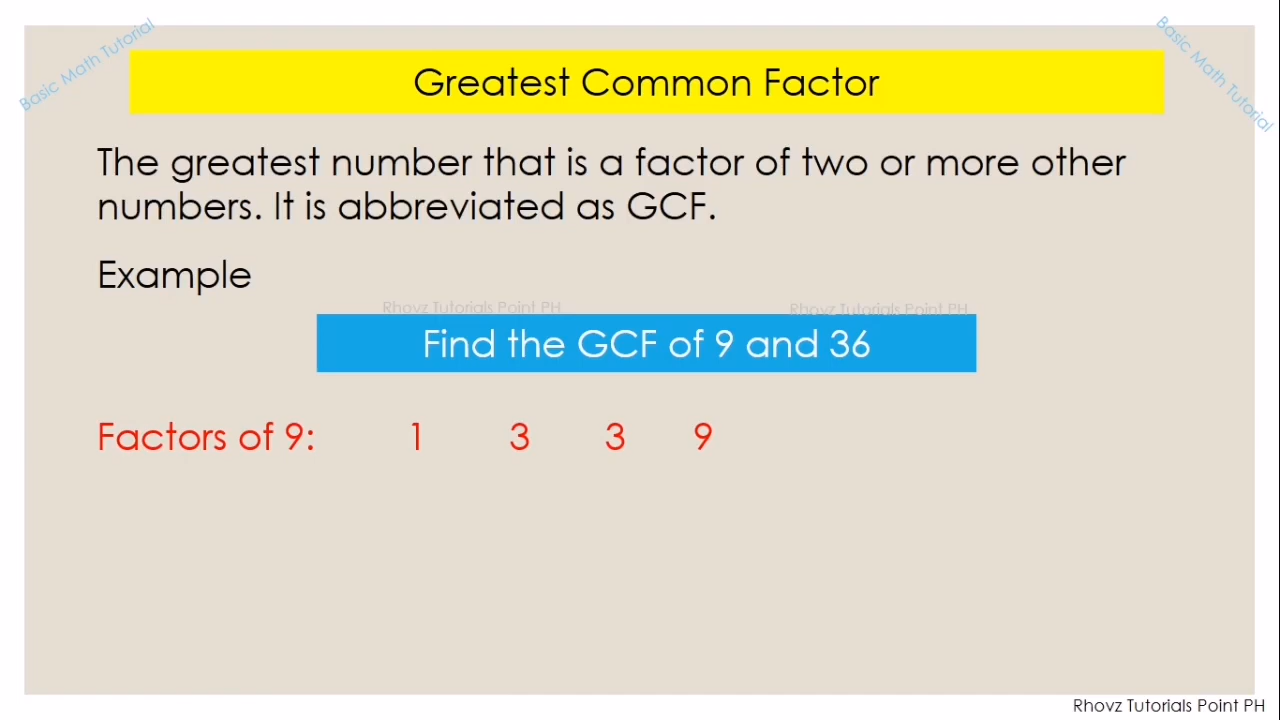 Basic Math Tutorial
Basic Math Tutorial
Greatest Common Factor
The greatest number that is a factor of two or more other
numbers. It is abbreviated as GCF.
Example
Rhovz Tutorials Point PH
Rhovz Tutorials Point PH
Find the GCF of 9 and 36
Factors of 9: 1 3 3 9
Rhovz Tutorials Point PH